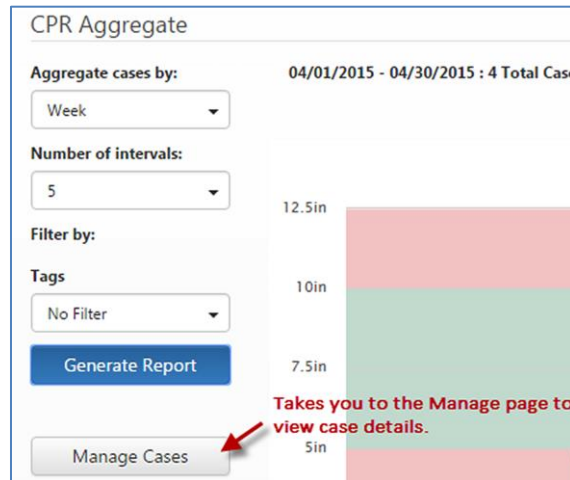 CPR Aggregate
Aggregate cases by:
04/01/2015 - 04/30/2015 : 4 Total Cas
Week
Number of intervals:
5
12.5in
Filter by:
Tags
10in
No Filter
Generate Report
7.5in
Takes you to the Manage page to
view case details.
5in
Manage Cases